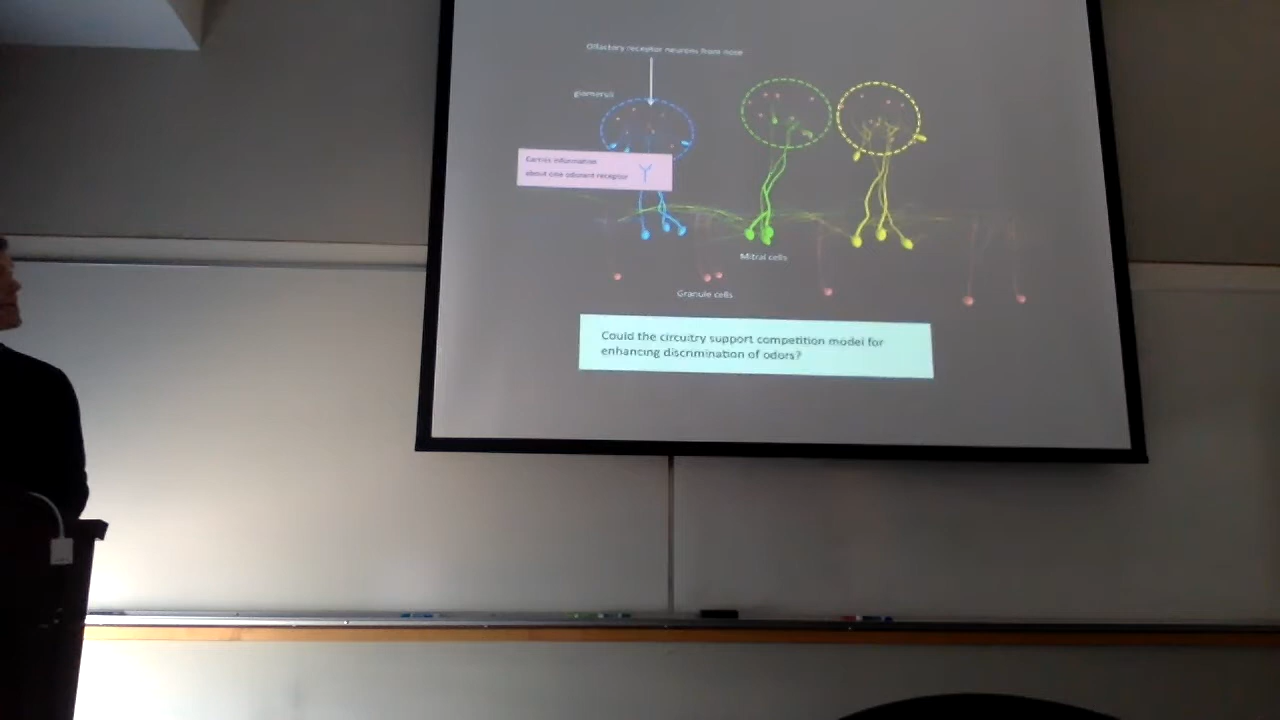 Olfactory receptor neurons from nose
glomeruli
Carries information
about one odorant receptor
Mitral cells
Granule cells
Could the circuitry support competition model for
enhancing discrimination of odors?